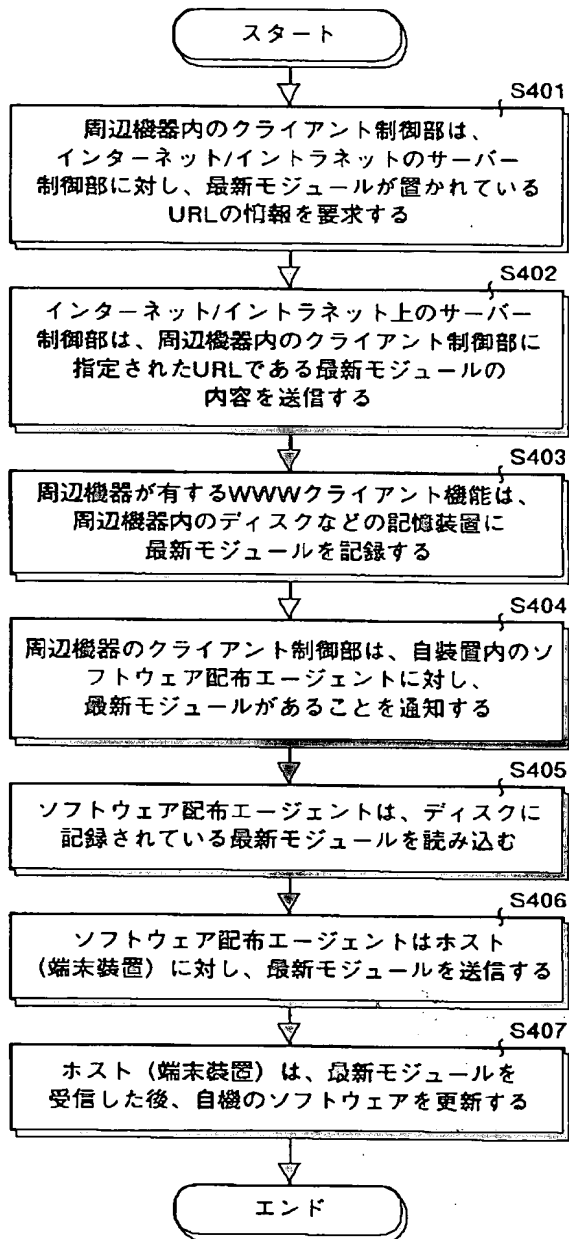 スタート
S401
周辺機器内のクライアント制御部は、
インターネット/イントラネットのサーバー
制御部に対し、最新モジュールが置かれている
URLの情報を要求する
S402
インターネット/イントラネット上のサーバー
制御部は、周辺機器内のクライアント制御部に
指定されたURLである最新モジュールの
内容を送信する
S403
周辺機器が有するWWWクライアント機能は、
周辺機器内のディスクなどの記憶装置に
最新モジュールを記録する
S404
周辺機器のクライアント制御部は、自装置内のソ
フトウェア配布エージェントに対し、
最新モジュールがあることを通知する
S405
ソフトウェア配布エージェントは、ディスクに
記録されている最新モジュールを読み込む
S406
ソフトウェア配布エージェントはホスト
(端末装置)に対し、最新モジュールを送信する
S407
ホスト(端末装置)は、最新モジュールを
受信した後、自機のソフトウェアを更新する
エンド